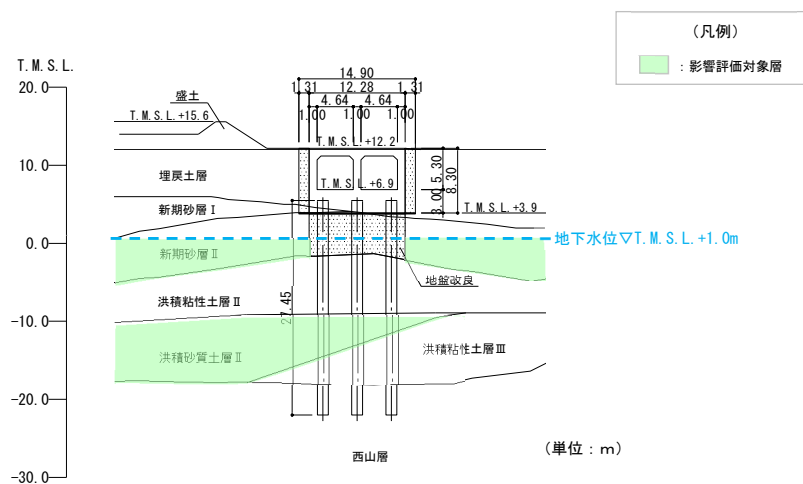 (凡例)
：影響評価対象層
T.M.S.L.
20.0
10.0
0.0
-10.0
-20.0
-30.0
14.90
1.31 12.28 1.31
4.64 4.64
1.00 1.00 1.00
盛土
T.M.S.L.+15.6
T.M.S.L.+12.2
埋戻土層
T.M.S.L.+6.9
5.30
3.00
8.30
新期砂層Ⅰ
T.M.S.L.+3.9
地下水位▽T.M.S.L.+1.0m
新期砂層Ⅱ
地盤改良
洪積粘性土層Ⅱ
27.45
洪積砂質土層Ⅱ
洪積粘性土層Ⅲ
西山層
(単位：m)